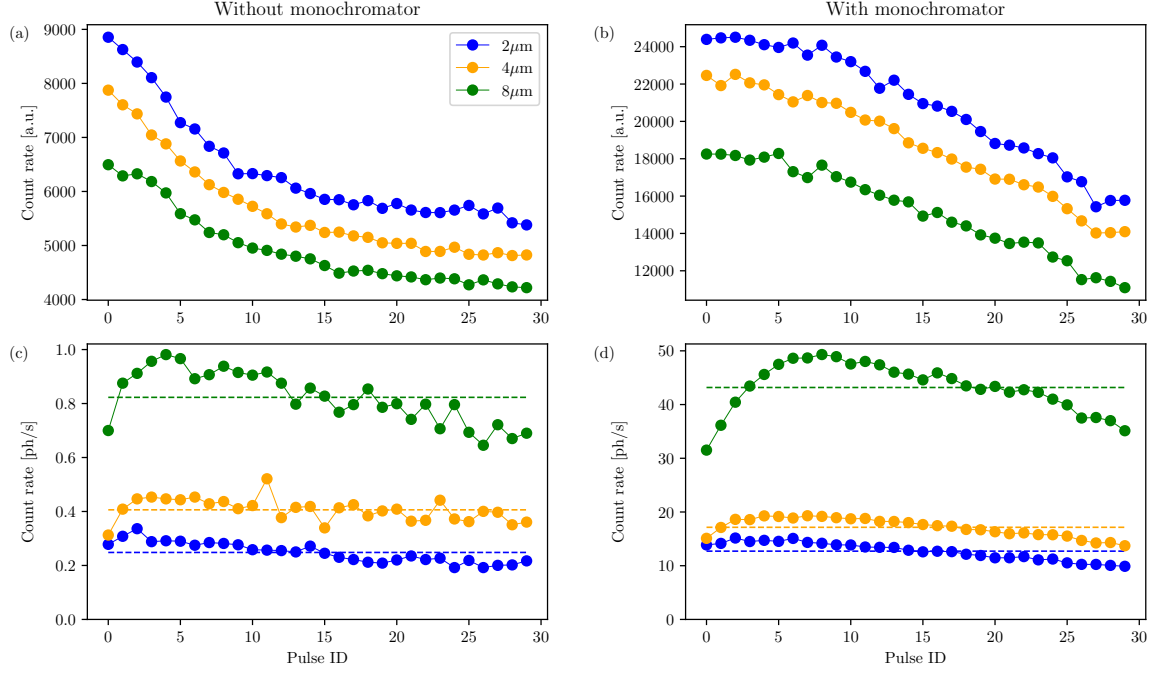 Without monochromator
With monochromator
(a)
9000
8000
7000
6000
5000
4000
Count rate [a.u.]
2μm
4μm
8μm
0 5 10 15 20 25 30
(b)
24000
22000
20000
18000
16000
14000
12000
Count rate [a.u.]
0 5 10 15 20 25 30
(c)
1.0
0.8
0.6
0.4
0.2
0.0
Count rate [ph/s]
0 5 10 15 20 25 30
Pulse ID
(d)
50
40
30
20
10
0
Count rate [ph/s]
0 5 10 15 20 25 30
Pulse ID